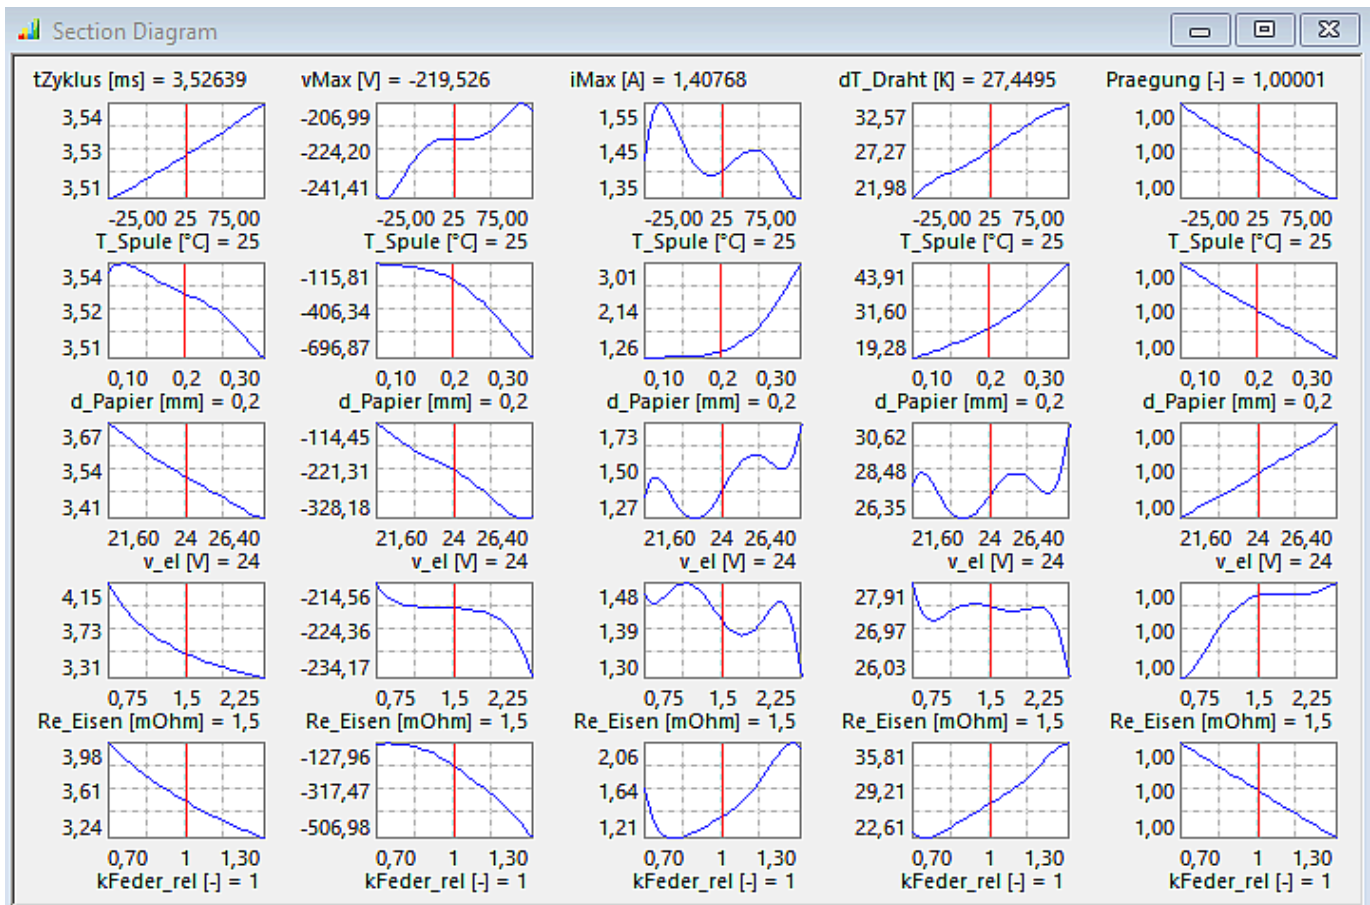 Section Diagram
tZyklus [ms] = 3,52639 vMax [V] = -219,526 iMax [A] = 1,40768 dT_Draht [K] = 27,4495 Praegung [-] = 1,00001
3,54 -206,99 1,55 32,57 1,00
3,53 -224,20 1,45 27,27 1,00
3,51 -241,41 1,35 21,98 1,00
-25,00 25 75,00 -25,00 25 75,00 -25,00 25 75,00 -25,00 25 75,00 -25,00 25 75,00
T_Spule [°C] = 25 T_Spule [°C] = 25 T_Spule [°C] = 25 T_Spule [°C] = 25 T_Spule [°C] = 25
3,54 -115,81 3,01 43,91 1,00
3,52 -406,34 2,14 31,60 1,00
3,51 -696,87 1,26 19,28 1,00
0,10 0,2 0,30 0,10 0,2 0,30 0,10 0,2 0,30 0,10 0,2 0,30 0,10 0,2 0,30
d_Papier [mm] = 0,2 d_Papier [mm] = 0,2 d_Papier [mm] = 0,2 d_Papier [mm] = 0,2 d_Papier [mm] = 0,2
3,67 -114,45 1,73 30,62 1,00
3,54 -221,31 1,50 28,48 1,00
3,41 -328,18 1,27 26,35 1,00
21,60 24 26,40 21,60 24 26,40 21,60 24 26,40 21,60 24 26,40 21,60 24 26,40
v_el [V] = 24 v_el [V] = 24 v_el [V] = 24 v_el [V] = 24 v_el [V] = 24
4,15 -214,56 1,48 27,91 1,00
3,73 -224,36 1,39 26,97 1,00
3,31 -234,17 1,30 26,03 1,00
0,75 1,5 2,25 0,75 1,5 2,25 0,75 1,5 2,25 0,75 1,5 2,25 0,75 1,5 2,25
Re_Eisen [mOhm] = 1,5 Re_Eisen [mOhm] = 1,5 Re_Eisen [mOhm] = 1,5 Re_Eisen [mOhm] = 1,5 Re_Eisen [mOhm] = 1,5
3,98 -127,96 2,06 35,81 1,00
3,61 -317,47 1,64 29,21 1,00
3,24 -506,98 1,21 22,61 1,00
0,70 1 1,30 0,70 1 1,30 0,70 1 1,30 0,70 1 1,30 0,70 1 1,30
kFeder_rel [-] = 1 kFeder_rel [-] = 1 kFeder_rel [-] = 1 kFeder_rel [-] = 1 kFeder_rel [-] = 1